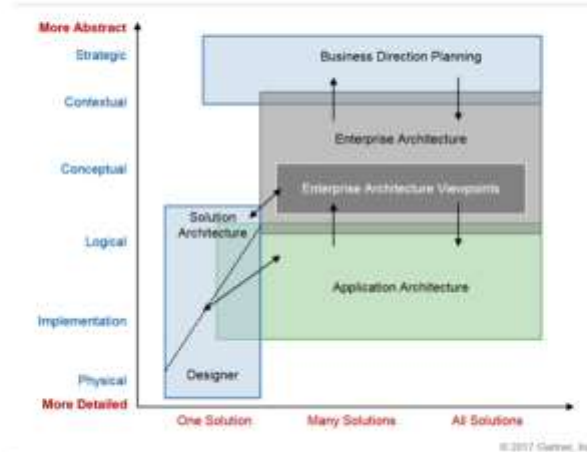 More Abstract
Strategic
Business Direction Planning
Contextual
Enterprise Architecture
Conceptual
Enterprise Architecture Viewpoints
Solution
Architecture
Logical
Application Architecture
Implementation
Physical
Designer
More Detailed
One Solution
Many Solutions
All Solutions
© 2017 Gartner, Inc